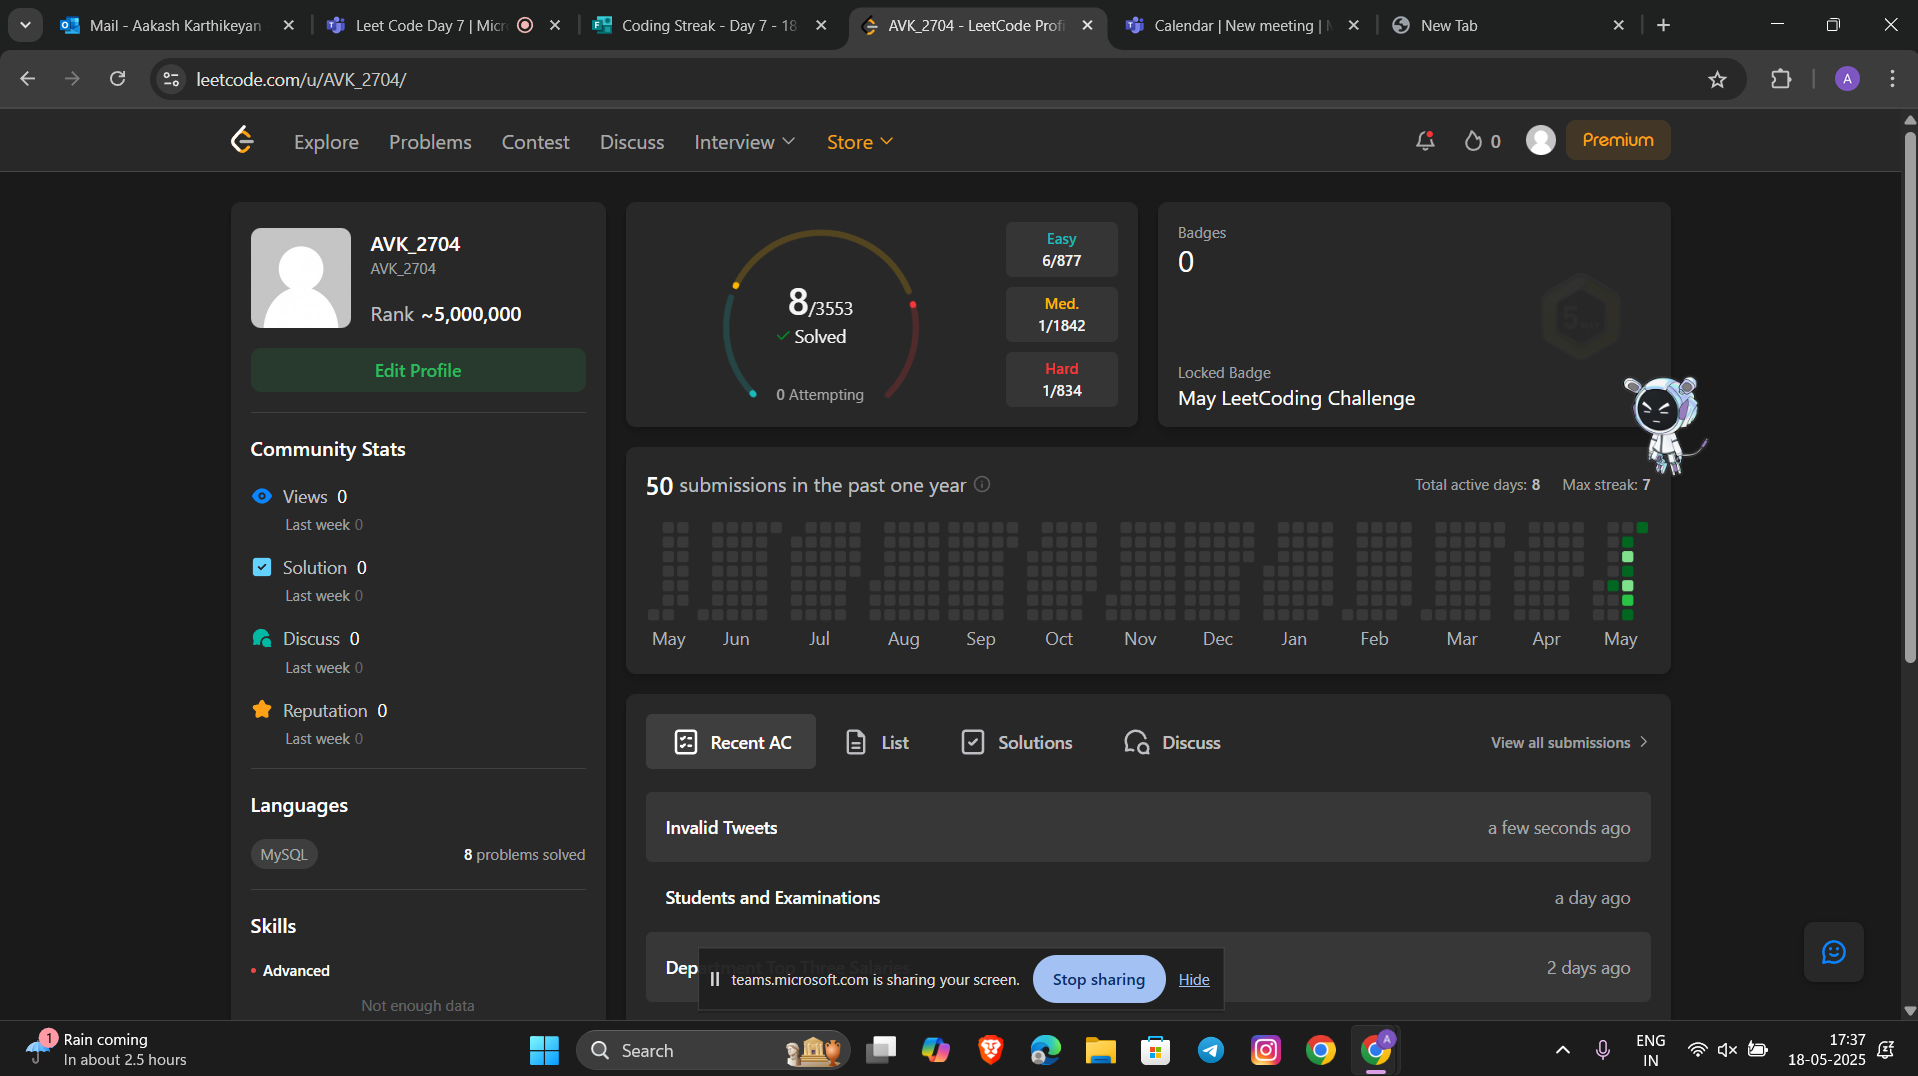 Mail - Aakash Karthikeyan
Leet Code Day 7 | Micr
Coding Streak - Day 7 - 18
AVK_2704 - LeetCode Profi
Calendar | New meeting |
New Tab
leetcode.com/u/AVK_2704/
A
Explore
Problems
Contest
Discuss
Interview
Store
0
Premium
AVK_2704
AVK_2704
Rank ~5,000,000
Edit Profile
Community Stats
Views 0
Last week 0
Solution 0
Last week 0
Discuss 0
Last week 0
Reputation 0
Last week 0
Languages
MySQL
8 problems solved
Skills
Advanced
Not enough data
8/3553
Solved
0 Attempting
Easy
6/877
Med.
1/1842
Hard
1/834
Badges
0
Locked Badge
May LeetCoding Challenge
50 submissions in the past one year
Total active days: 8 Max streak: 7
May Jun Jul Aug Sep Oct Nov Dec Jan Feb Mar Apr May
Recent AC
List
Solutions
Discuss
View all submissions
Invalid Tweets
a few seconds ago
Students and Examinations
a day ago
Department Top Three Salaries
2 days ago
teams.microsoft.com is sharing your screen.
Stop sharing
Hide
1
Rain coming
In about 2.5 hours
Search
A
ENG
IN
17:37
18-05-2025